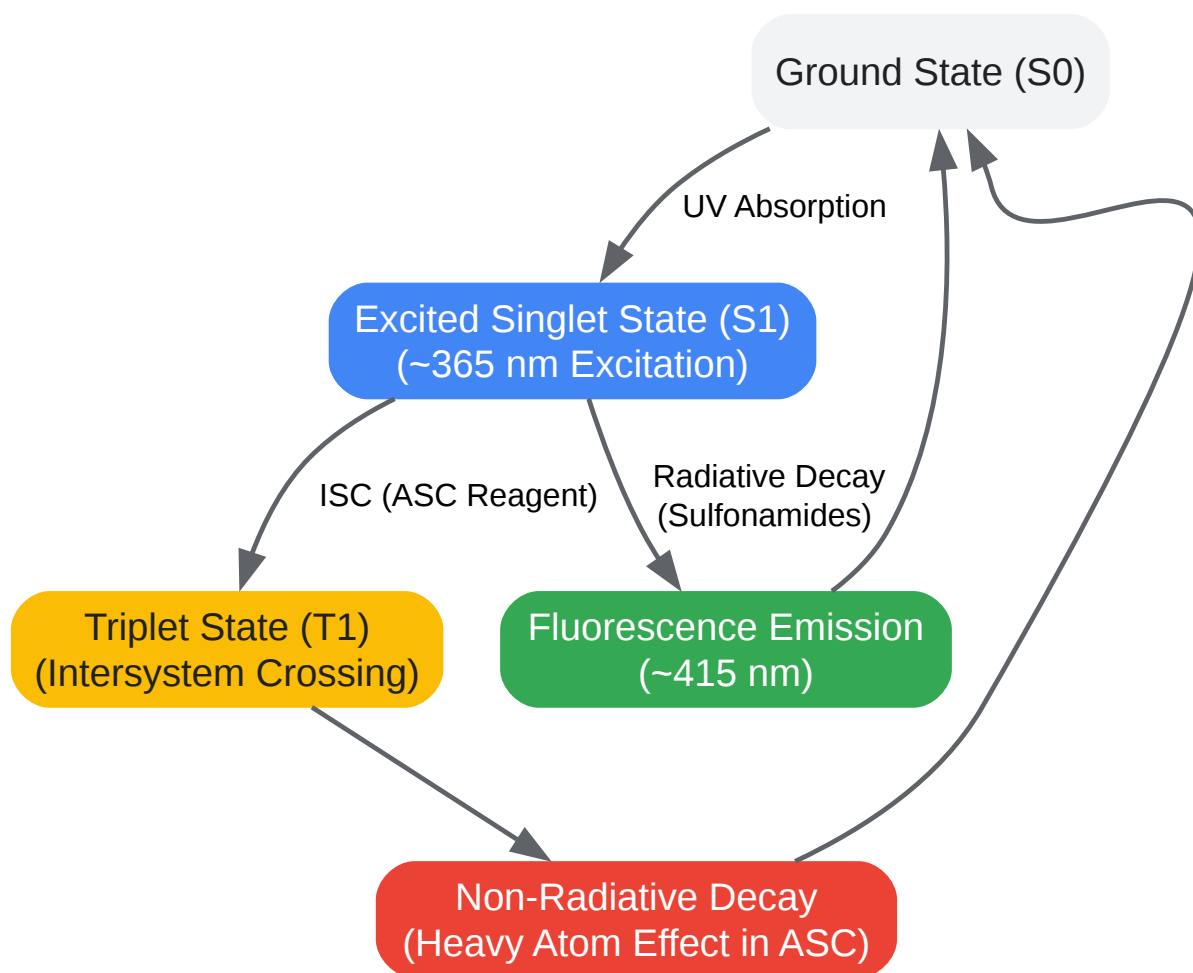 Ground State (S0)
UV Absorption
Excited Singlet State (S1)
(~365 nm Excitation)
ISC (ASC Reagent)
Radiative Decay
(Sulfonamides)
Triplet State (T1)
(Intersystem Crossing)
Fluorescence Emission
(~415 nm)
Non-Radiative Decay
(Heavy Atom Effect in ASC)